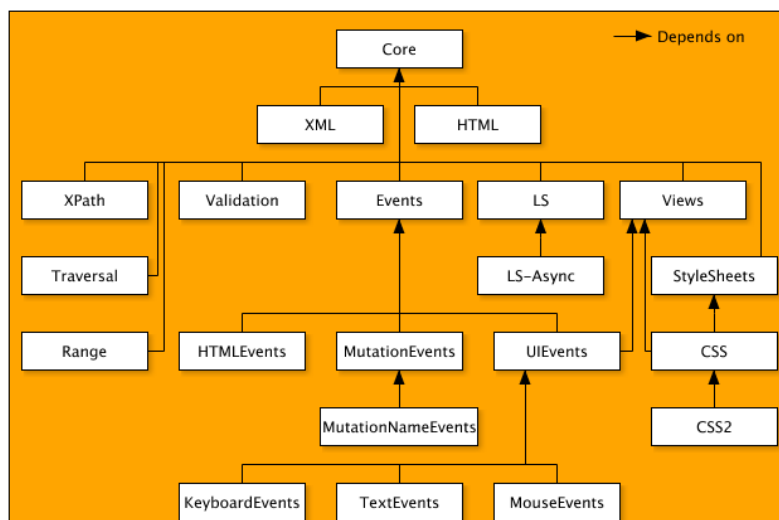 Core
Depends on
XML
HTML
XPath
Validation
Events
LS
Views
Traversal
LS-Async
StyleSheets
Range
HTMLEvents
MutationEvents
UIEvents
CSS
MutationNameEvents
CSS2
KeyboardEvents
TextEvents
MouseEvents